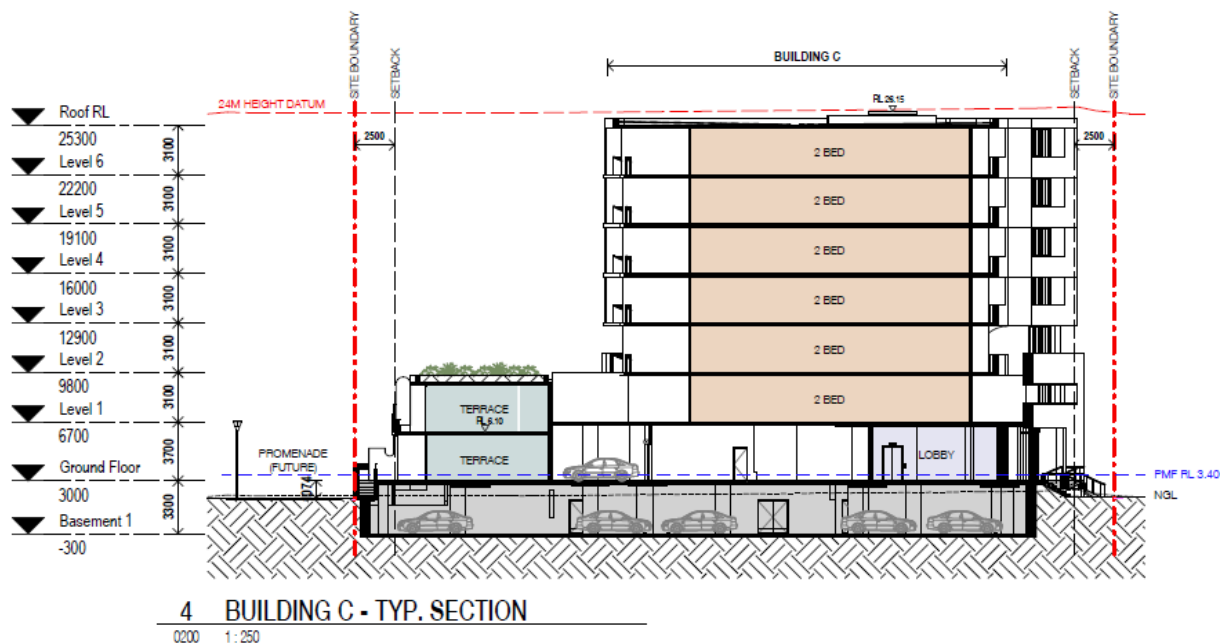 SITE BOUNDARY
SETBACK
BUILDING C
SETBACK
SITE BOUNDARY
24M HEIGHT DATUM
RL 26.15
Roof RL
25300
2500
2500
3100
2 BED
Level 6
22200
3100
2 BED
Level 5
19100
3100
2 BED
Level 4
16000
3100
2 BED
Level 3
12900
3100
2 BED
Level 2
9800
3100
2 BED
Level 1
6700
TERRACE
RL 6.10
3700
PROMENADE
(FUTURE)
TERRACE
LOBBY
Ground Floor
3000
PMF RL 3.40
NGL
3300
Basement 1
-300
4 BUILDING C - TYP. SECTION
0200 1 : 250